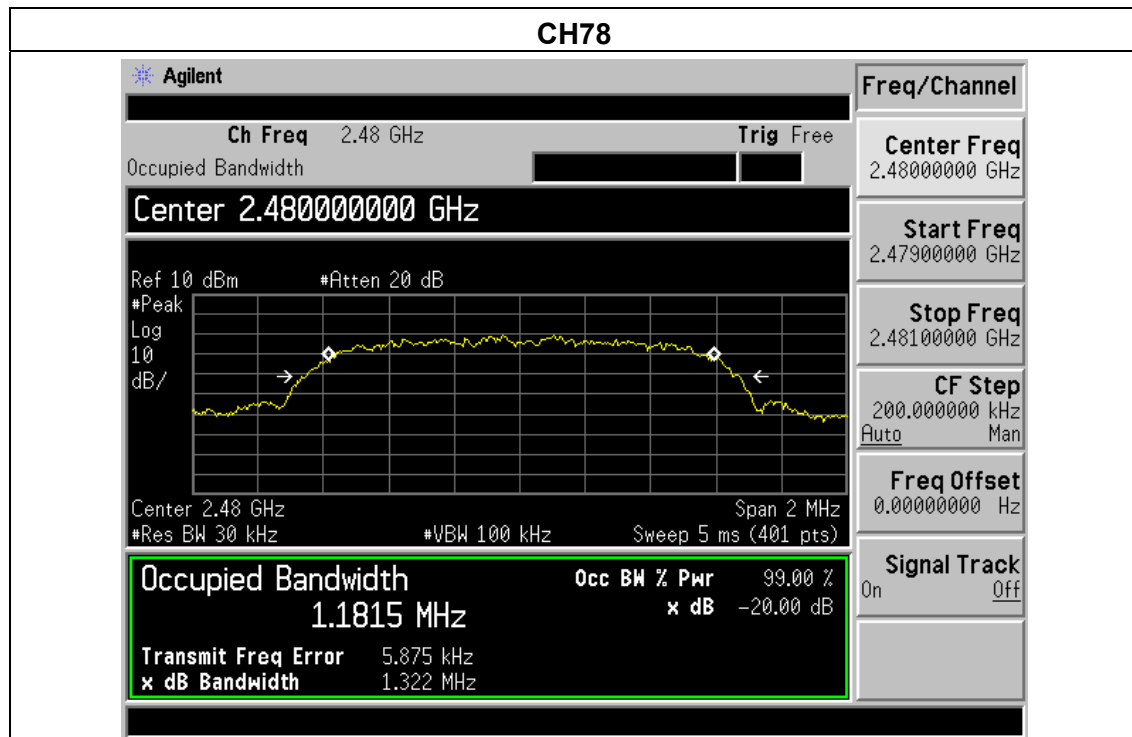 CH78
Agilent
Freq/Channel
Ch Freq 2.48 GHz Trig Free
Occupied Bandwidth
Center 2.480000000 GHz
Ref 10 dBm #Atten 20 dB
#Peak
Log
10
dB/
Center 2.48 GHz Span 2 MHz
#Res BW 30 kHz #VBW 100 kHz Sweep 5 ms (401 pts)
Occupied Bandwidth Occ BW % Pwr 99.00 %
1.1815 MHz x dB -20.00 dB
Transmit Freq Error 5.875 kHz
x dB Bandwidth 1.322 MHz
Center Freq
2.48000000 GHz
Start Freq
2.47900000 GHz
Stop Freq
2.48100000 GHz
CF Step
200.000000 kHz
Auto Man
Freq Offset
0.00000000 Hz
Signal Track
On Off